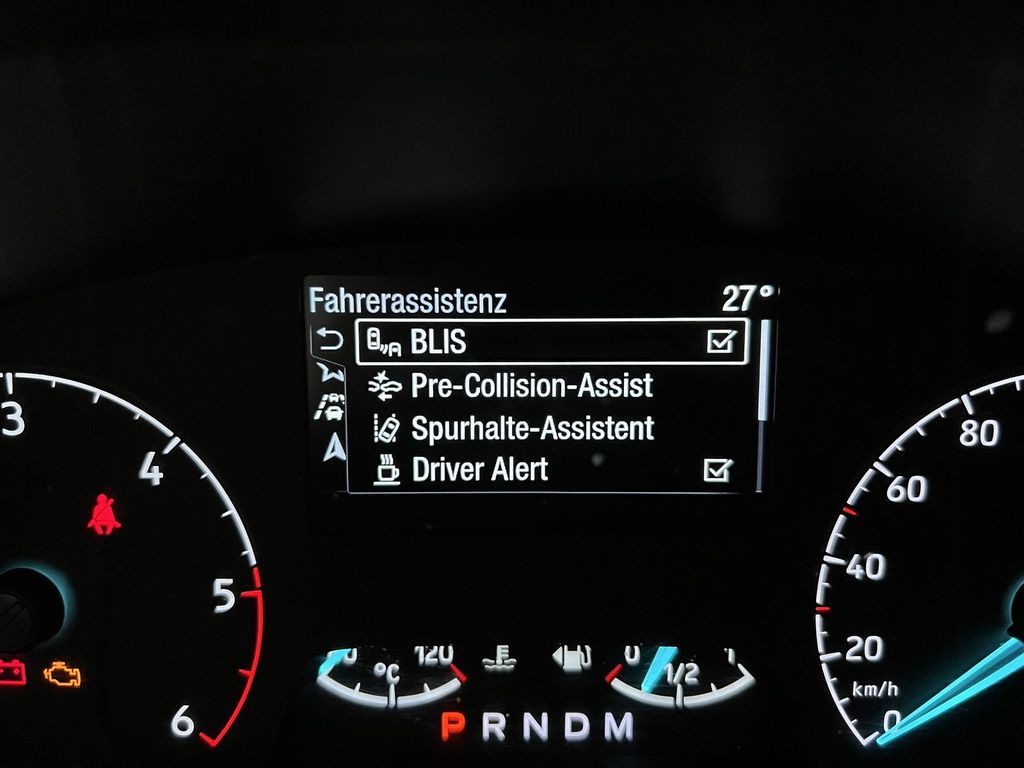 Fahrerassistenz 27°
BLIS
Pre-Collision-Assist
Spurhalte-Assistent
Driver Alert
3
4
5
6
80
60
40
20
km/h
0
120
°C
0
1/2
1
P R N D M